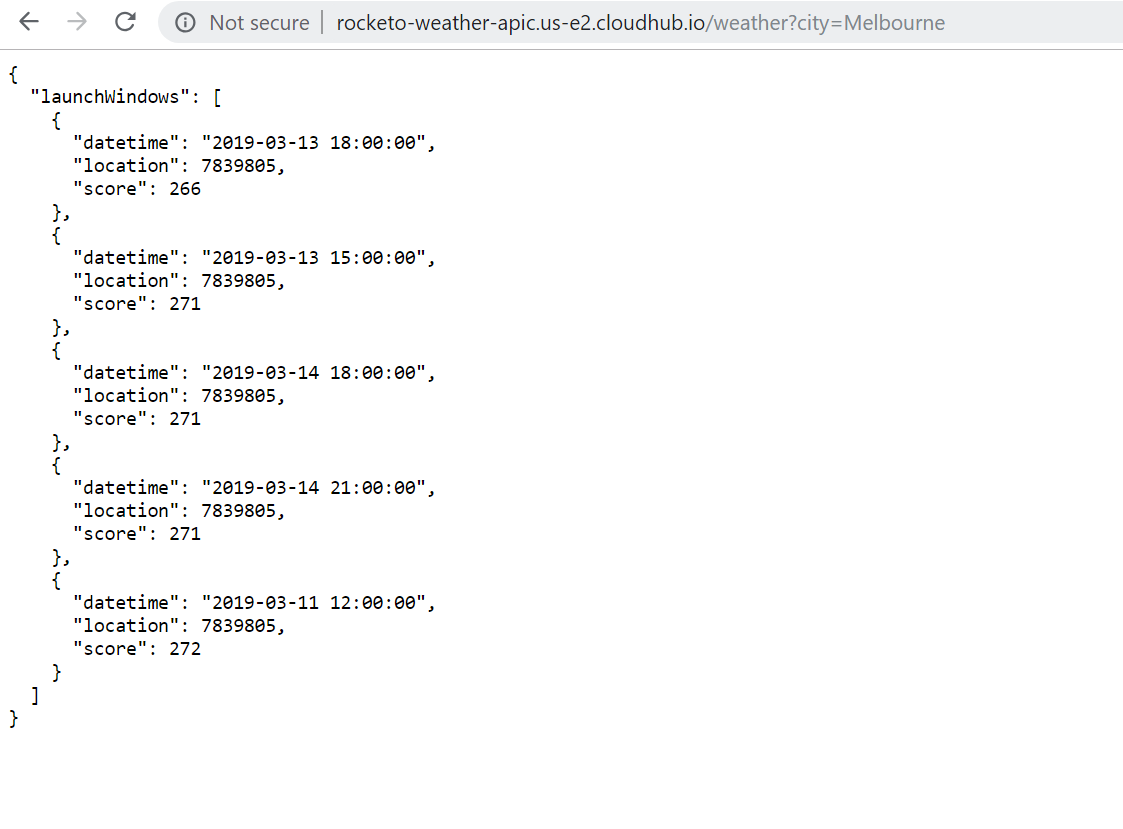 Not secure | rocketo-weather-apic.us-e2.cloudhub.io/weather?city=Melbourne
{
  "launchWindows": [
    {
      "datetime": "2019-03-13 18:00:00",
      "location": 7839805,
      "score": 266
    },
    {
      "datetime": "2019-03-13 15:00:00",
      "location": 7839805,
      "score": 271
    },
    {
      "datetime": "2019-03-14 18:00:00",
      "location": 7839805,
      "score": 271
    },
    {
      "datetime": "2019-03-14 21:00:00",
      "location": 7839805,
      "score": 271
    },
    {
      "datetime": "2019-03-11 12:00:00",
      "location": 7839805,
      "score": 272
    }
  ]
}